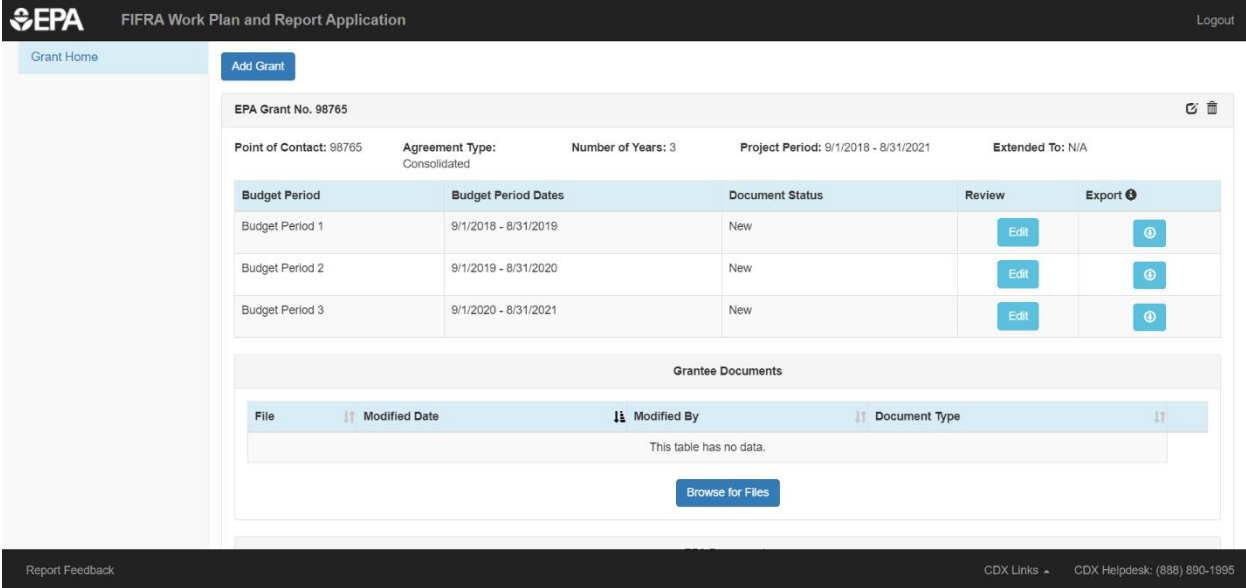 EPA FIFRA Work Plan and Report Application Logout
Grant Home
Add Grant
EPA Grant No. 98765
Point of Contact: 98765 Agreement Type: Number of Years: 3 Project Period: 9/1/2018 - 8/31/2021 Extended To: N/A
Consolidated
Budget Period Budget Period Dates Document Status Review Export
Budget Period 1 9/1/2018 - 8/31/2019 New Edit
Budget Period 2 9/1/2019 - 8/31/2020 New Edit
Budget Period 3 9/1/2020 - 8/31/2021 New Edit
Grantee Documents
File Modified Date Modified By Document Type
This table has no data.
Browse for Files
Report Feedback CDX Links CDX Helpdesk: (888) 890-1995